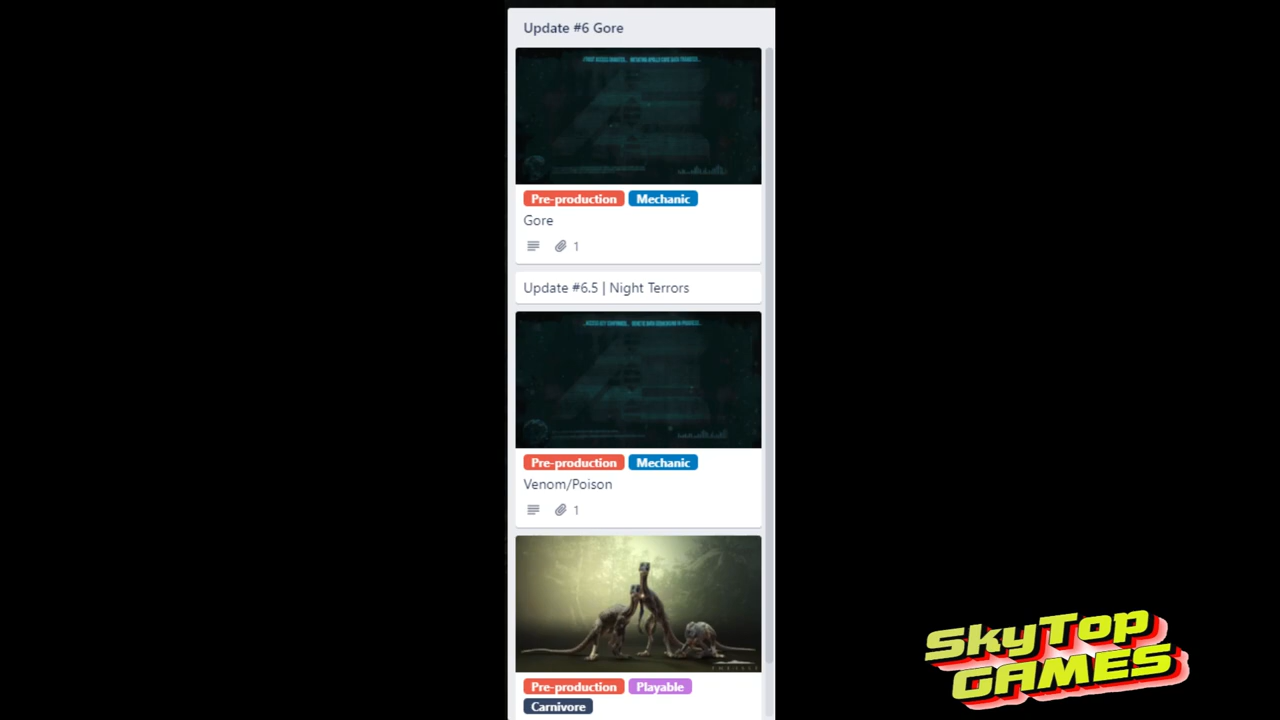 Update #6 Gore
Pre-production Mechanic
Gore
1
Update #6.5 | Night Terrors
Pre-production Mechanic
Venom/Poison
1
Pre-production Playable
Carnivore
SkyTop
GAMES